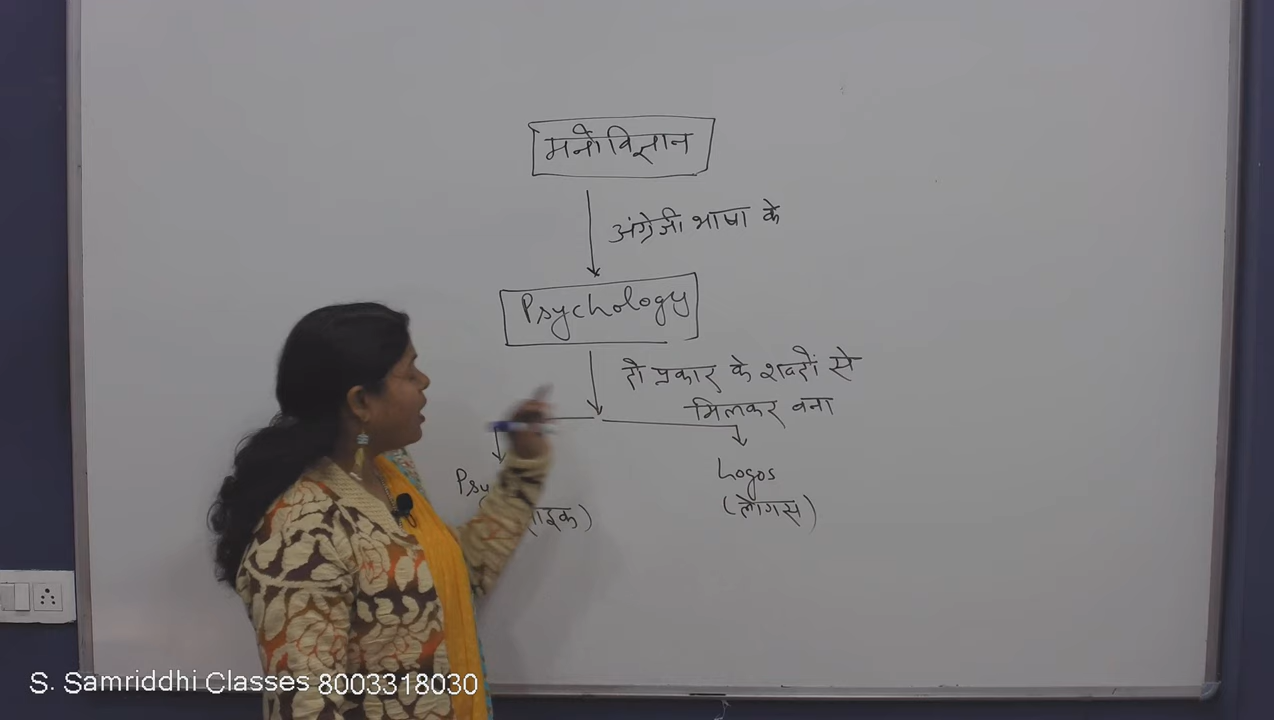 मनोविज्ञान
अंग्रेजी भाषा के
Psychology
दो प्रकार के शब्दों से
मिलकर बना
Logos
(लोगस)
S. Samriddhi Classes 8003318030